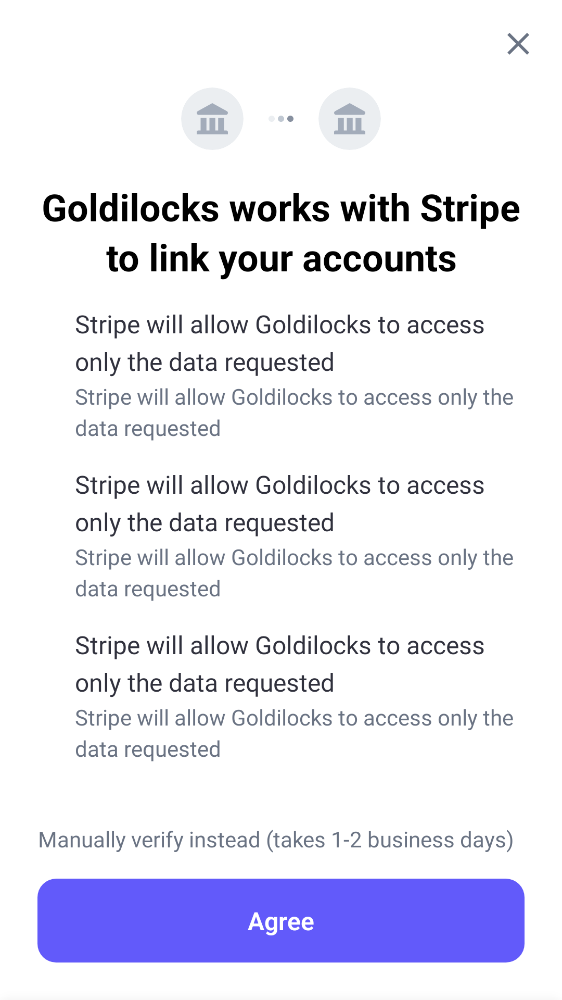 Goldilocks works with Stripe
to link your accounts
Stripe will allow Goldilocks to access
only the data requested
Stripe will allow Goldilocks to access only the
data requested
Stripe will allow Goldilocks to access
only the data requested
Stripe will allow Goldilocks to access only the
data requested
Stripe will allow Goldilocks to access
only the data requested
Stripe will allow Goldilocks to access only the
data requested
Manually verify instead (takes 1-2 business days)
Agree